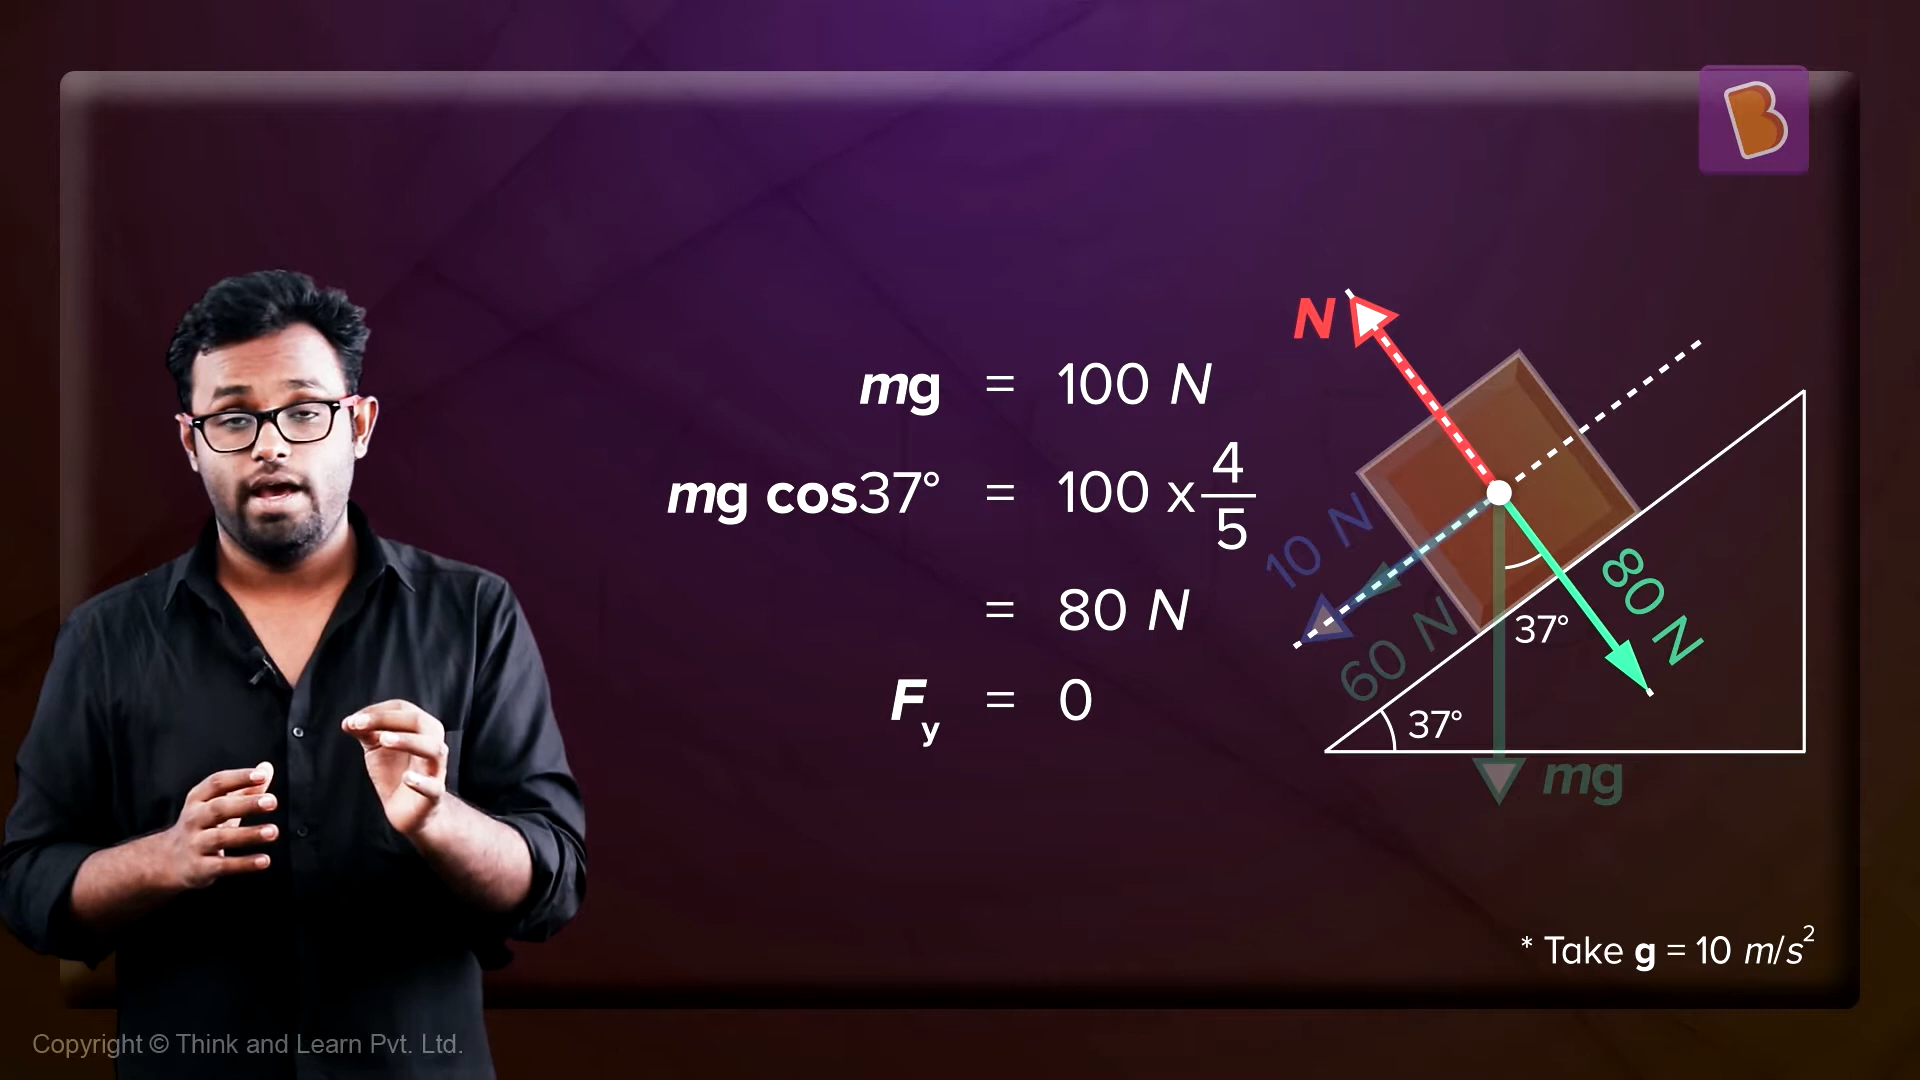 B
N
mg = 100 N
mg cos37° = 100 x 4/5
= 80 N
F_y = 0
10 N
60 N
80 N
37°
37°
mg
* Take g = 10 m/s²
Copyright © Think and Learn Pvt. Ltd.